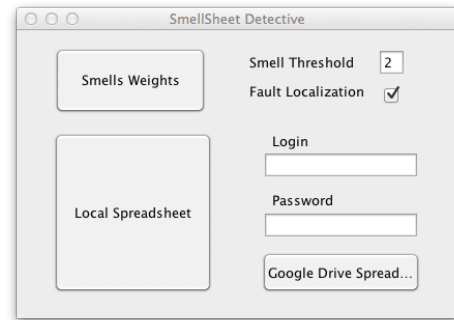 SmellSheet Detective
Smells Weights
Smell Threshold 2
Fault Localization
Local Spreadsheet
Login
Password
Google Drive Spread...